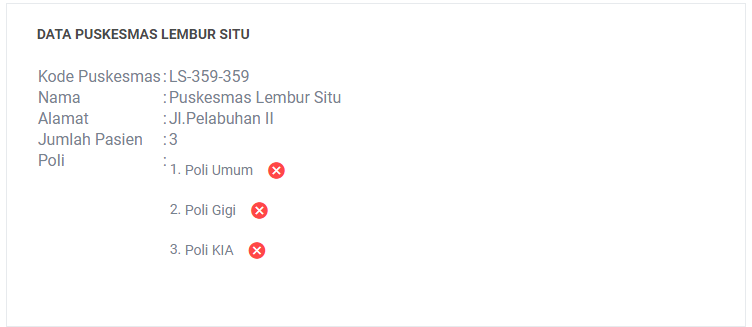 DATA PUSKESMAS LEMBUR SITU
Kode Puskesmas : LS-359-359
Nama : Puskesmas Lembur Situ
Alamat : Jl.Pelabuhan II
Jumlah Pasien : 3
Poli :
1. Poli Umum
2. Poli Gigi
3. Poli KIA